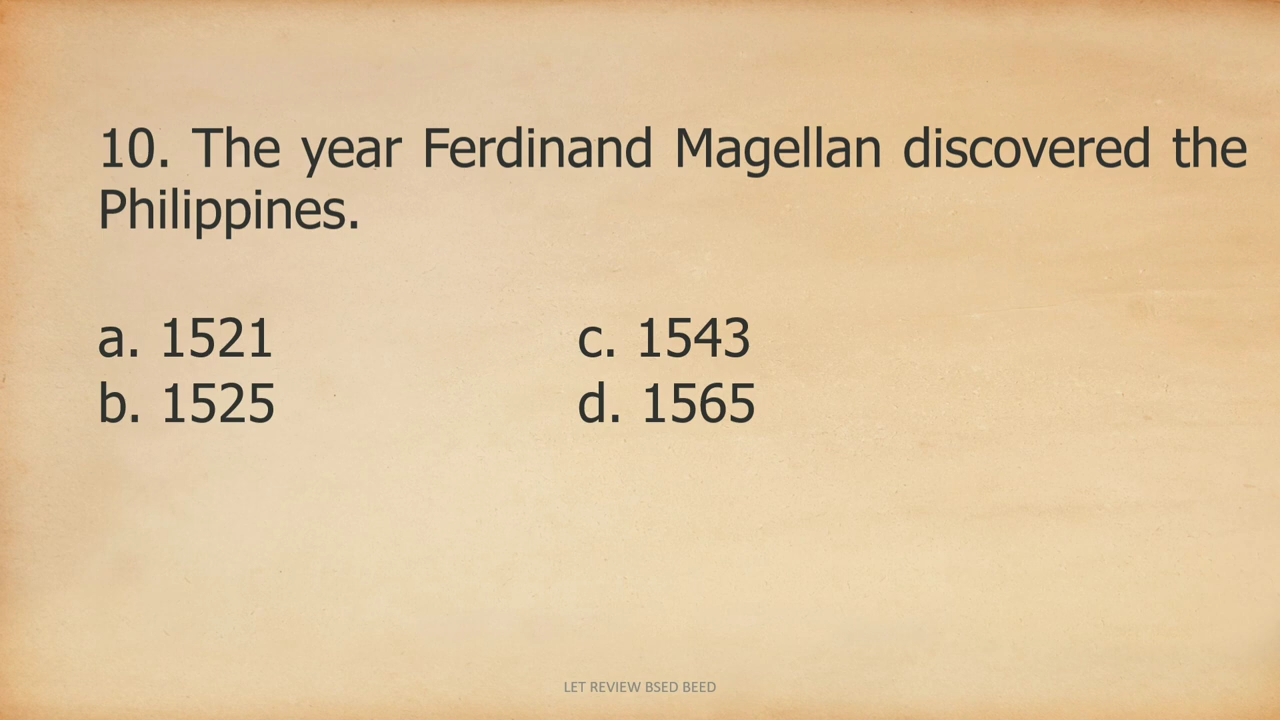 10. The year Ferdinand Magellan discovered the
Philippines.
a. 1521 c. 1543
b. 1525 d. 1565
LET REVIEW BSED BEED